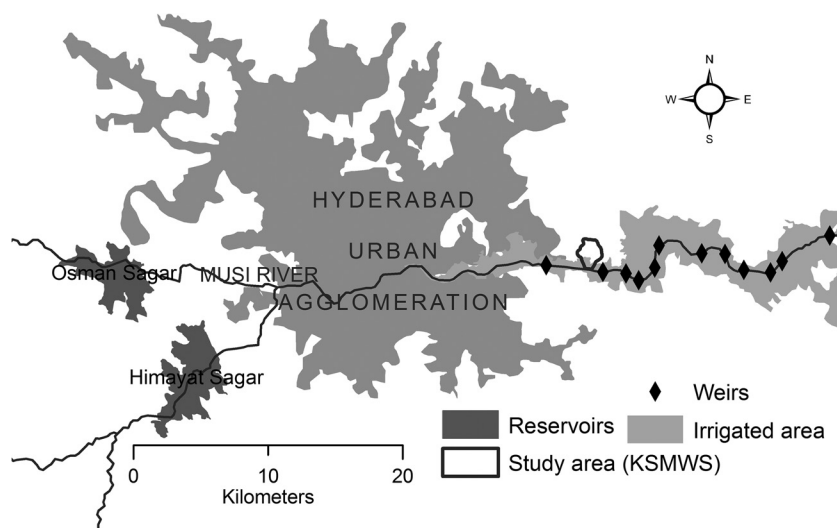 N
W E
S
HYDERABAD
URBAN
Osman Sagar
MUSI RIVER
AGGLOMERATION
Himayat Sagar
Weirs
Reservoirs
Irrigated area
Study area (KSMWS)
0 10 20
Kilometers